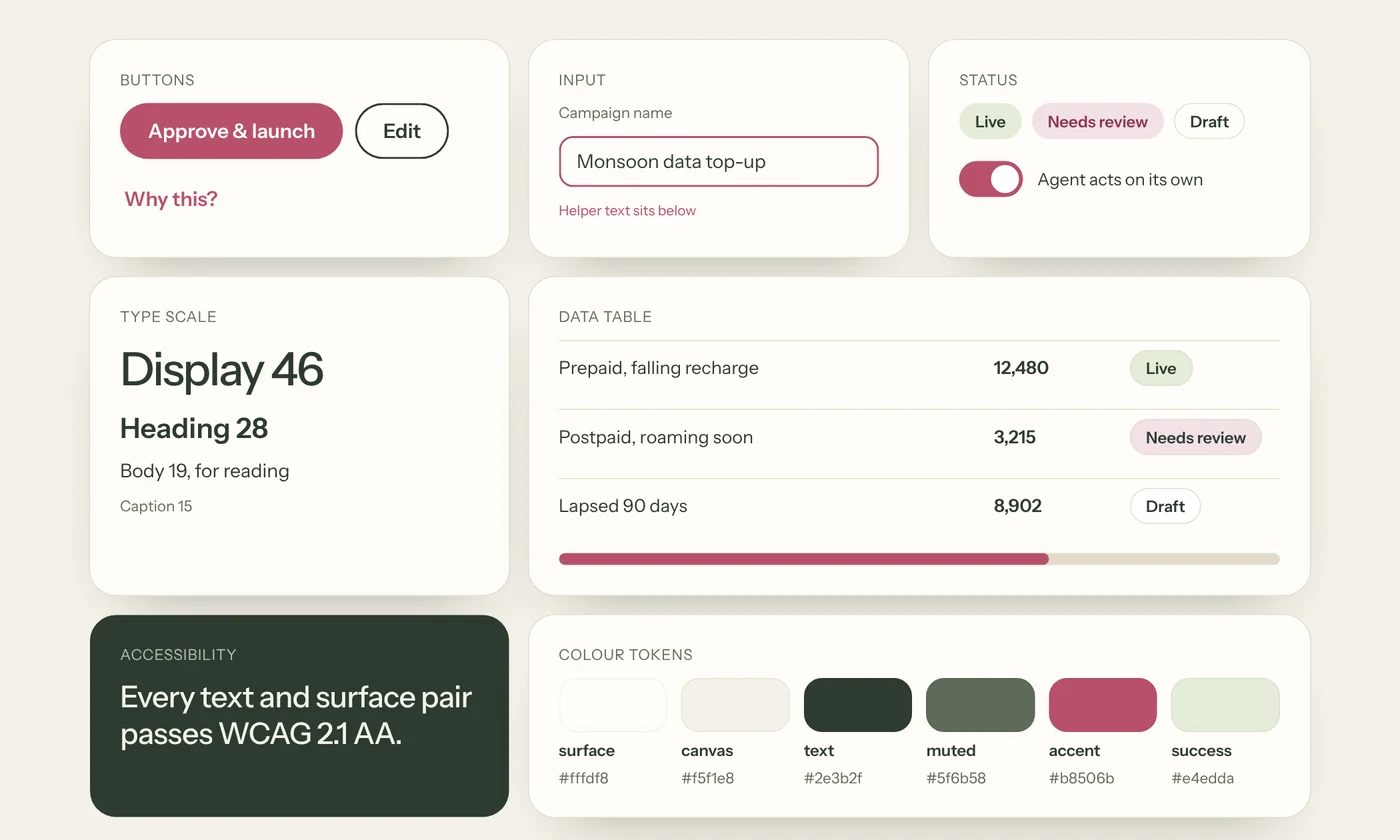 BUTTONS
Approve & launch
Edit
Why this?
INPUT
Campaign name
Monsoon data top-up
Helper text sits below
STATUS
Live
Needs review
Draft
Agent acts on its own
TYPE SCALE
Display 46
Heading 28
Body 19, for reading
Caption 15
DATA TABLE
Prepaid, falling recharge 12,480 Live
Postpaid, roaming soon 3,215 Needs review
Lapsed 90 days 8,902 Draft
ACCESSIBILITY
Every text and surface pair
passes WCAG 2.1 AA.
COLOUR TOKENS
surface canvas text muted accent success
#fffdf8 #f5f1e8 #2e3b2f #5f6b58 #b8506b #e4edda